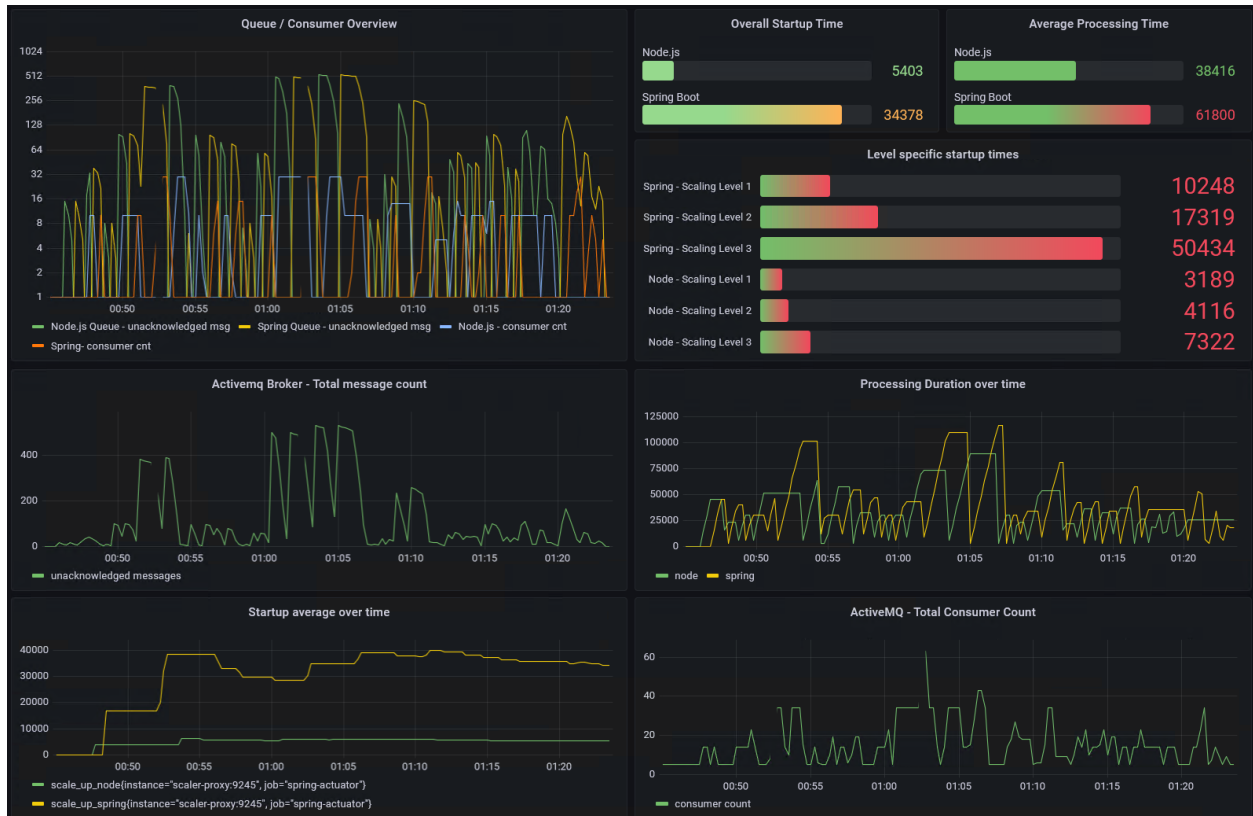 Queue / Consumer Overview
1024
512
256
128
64
32
16
8
4
2
1
00:50 00:55 01:00 01:05 01:10 01:15 01:20
Node.js Queue - unacknowledged msg Spring Queue - unacknowledged msg Node.js - consumer cnt
Spring- consumer cnt
Overall Startup Time
Node.js
5403
Spring Boot
34378
Average Processing Time
Node.js
38416
Spring Boot
61800
Level specific startup times
Spring - Scaling Level 1 10248
Spring - Scaling Level 2 17319
Spring - Scaling Level 3 50434
Node - Scaling Level 1 3189
Node - Scaling Level 2 4116
Node - Scaling Level 3 7322
Activemq Broker - Total message count
400
200
0
00:50 00:55 01:00 01:05 01:10 01:15 01:20
unacknowledged messages
Processing Duration over time
125000
100000
75000
50000
25000
0
00:50 00:55 01:00 01:05 01:10 01:15 01:20
node spring
Startup average over time
40000
30000
20000
10000
0
00:50 00:55 01:00 01:05 01:10 01:15 01:20
scale_up_node{instance="scaler-proxy:9245", job="spring-actuator"}
scale_up_spring{instance="scaler-proxy:9245", job="spring-actuator"}
ActiveMQ - Total Consumer Count
60
40
20
0
00:50 00:55 01:00 01:05 01:10 01:15 01:20
consumer count